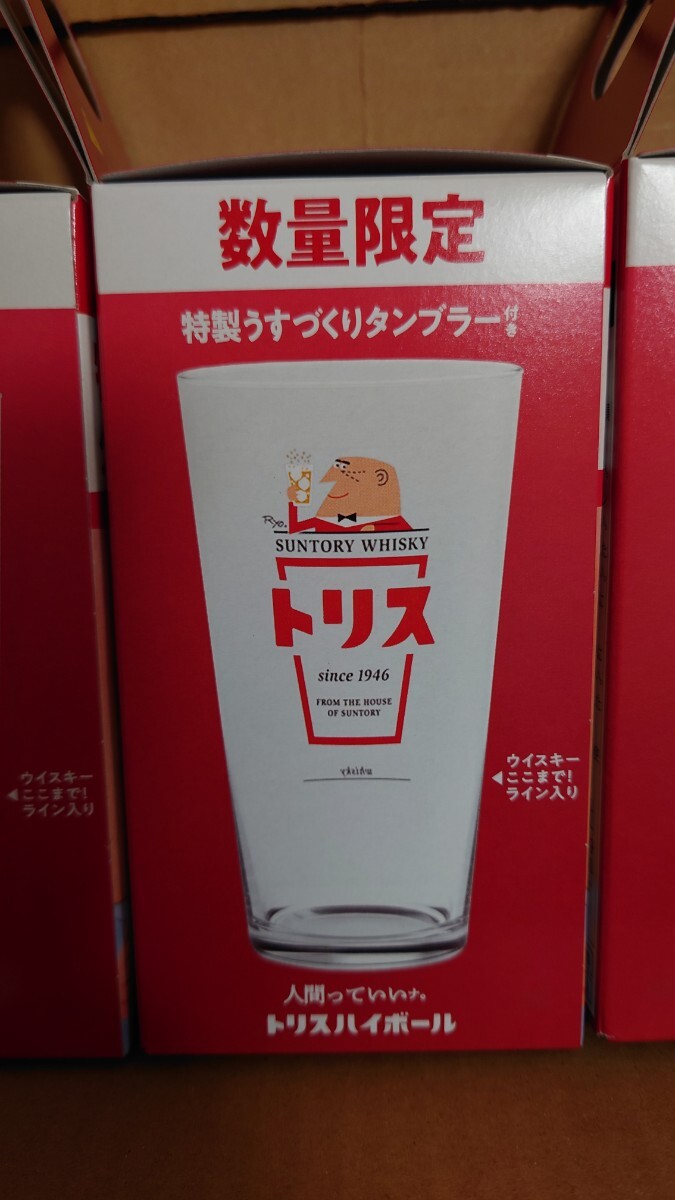 数量限定
特製うすづくりタンブラー付き
Ryo.
SUNTORY WHISKY
トリス
since 1946
FROM THE HOUSE
OF SUNTORY
whisky
ウイスキー
◀ここまで!
ライン入り
ウイスキー
◀ここまで!
ライン入り
人間っていいナ。
トリスハイボール